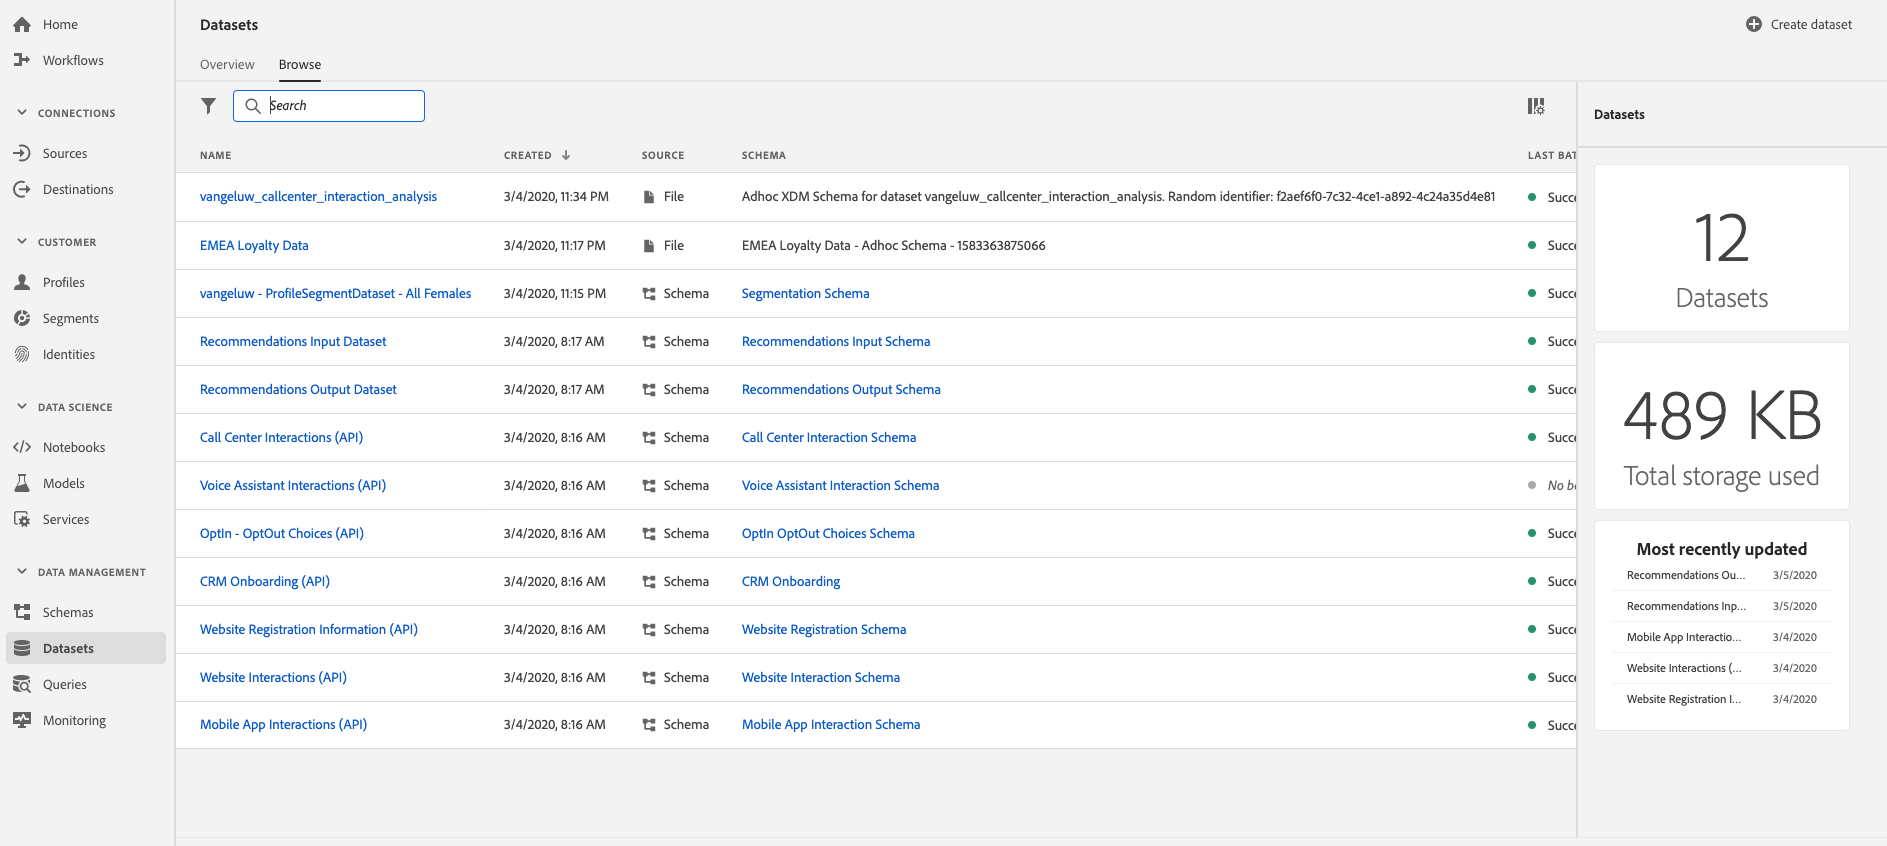 Home
Workflows
CONNECTIONS
Sources
Destinations
CUSTOMER
Profiles
Segments
Identities
DATA SCIENCE
Notebooks
Models
Services
DATA MANAGEMENT
Schemas
Datasets
Queries
Monitoring
Datasets
Create dataset
Overview Browse
Search
NAME CREATED SOURCE SCHEMA LAST BAT
vangeluw_callcenter_interaction_analysis 3/4/2020, 11:34 PM File Adhoc XDM Schema for dataset vangeluw_callcenter_interaction_analysis. Random identifier: f2aef6f0-7c32-4ce1-a892-4c24a35d4e81 Succe
EMEA Loyalty Data 3/4/2020, 11:17 PM File EMEA Loyalty Data - Adhoc Schema - 1583363875066 Succe
vangeluw - ProfileSegmentDataset - All Females 3/4/2020, 11:15 PM Schema Segmentation Schema Succe
Recommendations Input Dataset 3/4/2020, 8:17 AM Schema Recommendations Input Schema Succe
Recommendations Output Dataset 3/4/2020, 8:17 AM Schema Recommendations Output Schema Succe
Call Center Interactions (API) 3/4/2020, 8:16 AM Schema Call Center Interaction Schema Succe
Voice Assistant Interactions (API) 3/4/2020, 8:16 AM Schema Voice Assistant Interaction Schema No ba
OptIn - OptOut Choices (API) 3/4/2020, 8:16 AM Schema OptIn OptOut Choices Schema Succe
CRM Onboarding (API) 3/4/2020, 8:16 AM Schema CRM Onboarding Succe
Website Registration Information (API) 3/4/2020, 8:16 AM Schema Website Registration Schema Succe
Website Interactions (API) 3/4/2020, 8:16 AM Schema Website Interaction Schema Succe
Mobile App Interactions (API) 3/4/2020, 8:16 AM Schema Mobile App Interaction Schema Succe
Datasets
12
Datasets
489 KB
Total storage used
Most recently updated
Recommendations Ou... 3/5/2020
Recommendations Inp... 3/5/2020
Mobile App Interactio... 3/4/2020
Website Interactions (... 3/4/2020
Website Registration I... 3/4/2020